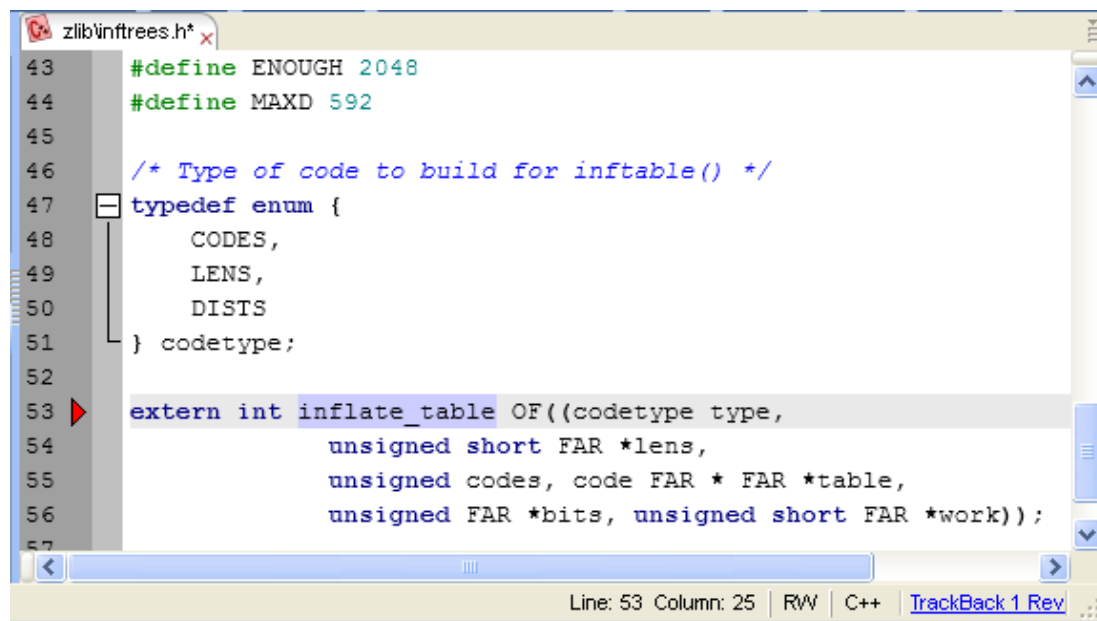 zlib\inftrees.h*
43 #define ENOUGH 2048
44 #define MAXD 592
45
46 /* Type of code to build for inftable() */
47 typedef enum {
48 CODES,
49 LENS,
50 DISTS
51 } codetype;
52
53 extern int inflate_table OF((codetype type,
54 unsigned short FAR *lens,
55 unsigned codes, code FAR * FAR *table,
56 unsigned FAR *bits, unsigned short FAR *work));
57
Line: 53 Column: 25 RW C++ TrackBack 1 Rev